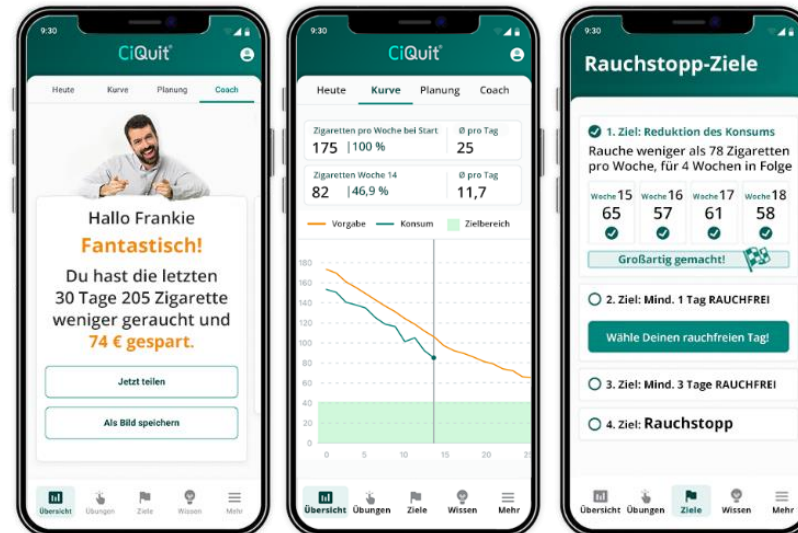 9:30
CiQuit®
Heute Kurve Planung Coach
Hallo Frankie
Fantastisch!
Du hast die letzten
30 Tage 205 Zigarette
weniger geraucht und
74 € gespart.
Jetzt teilen
Als Bild speichern
Übersicht Übungen Ziele Wissen Mehr
9:30
CiQuit®
Heute Kurve Planung Coach
Zigaretten pro Woche bei Start Ø pro Tag
175 | 100 % 25
Zigaretten Woche 14 Ø pro Tag
82 | 46,9 % 11,7
Vorgabe Konsum Zielbereich
180
160
140
120
100
80
60
40
20
0
0 5 10 15 20 25
Übersicht Übungen Ziele Wissen Mehr
9:30
Rauchstopp-Ziele
1. Ziel: Reduktion des Konsums
Rauche weniger als 78 Zigaretten
pro Woche, für 4 Wochen in Folge
Woche 15 Woche 16 Woche 17 Woche 18
65 57 61 58
Großartig gemacht!
2. Ziel: Mind. 1 Tag RAUCHFREI
Wähle Deinen rauchfreien Tag!
3. Ziel: Mind. 3 Tage RAUCHFREI
4. Ziel: Rauchstopp
Übersicht Übungen Ziele Wissen Mehr